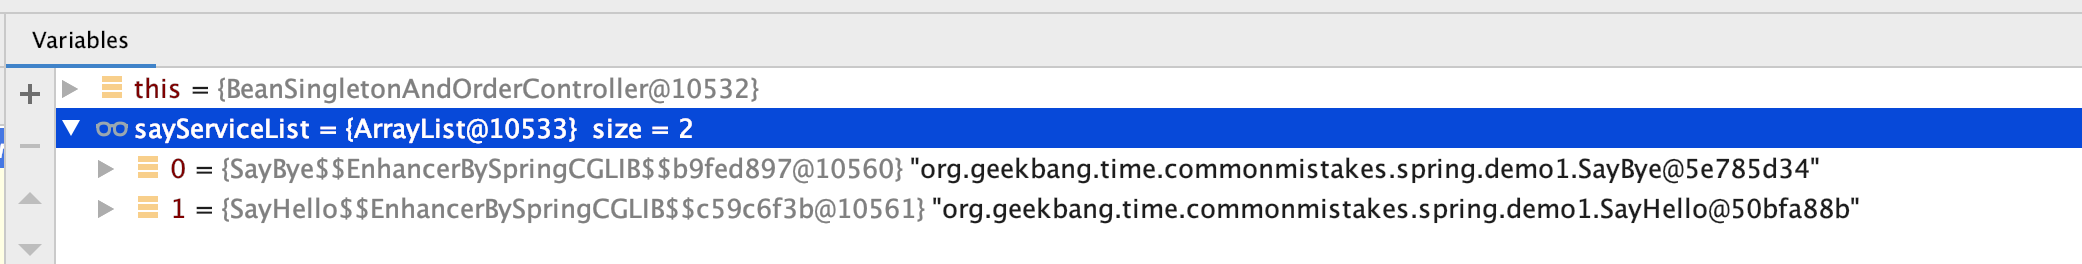 Variables
this = {BeanSingletonAndOrderController@10532}
sayServiceList = {ArrayList@10533} size = 2
0 = {SayBye$$EnhancerBySpringCGLIB$$b9fed897@10560} "org.geekbang.time.commonmistakes.spring.demo1.SayBye@5e785d34"
1 = {SayHello$$EnhancerBySpringCGLIB$$c59c6f3b@10561} "org.geekbang.time.commonmistakes.spring.demo1.SayHello@50bfa88b"